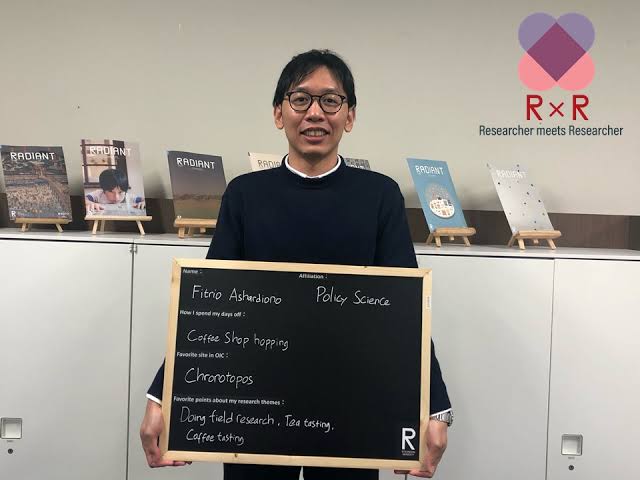 R×R
Researcher meets Researcher
RADIANT
RADIANT
RADIANT
RADIANT
RADIANT
Name :
Affiliation :
Fitrio Ashardiono
Policy Science
How I spend my days off :
Coffee Shop hopping
Favorite site in OIC :
Chronotopos
Favorite points about my research themes :
Doing field research, Tea tasting,
Coffee tasting
R